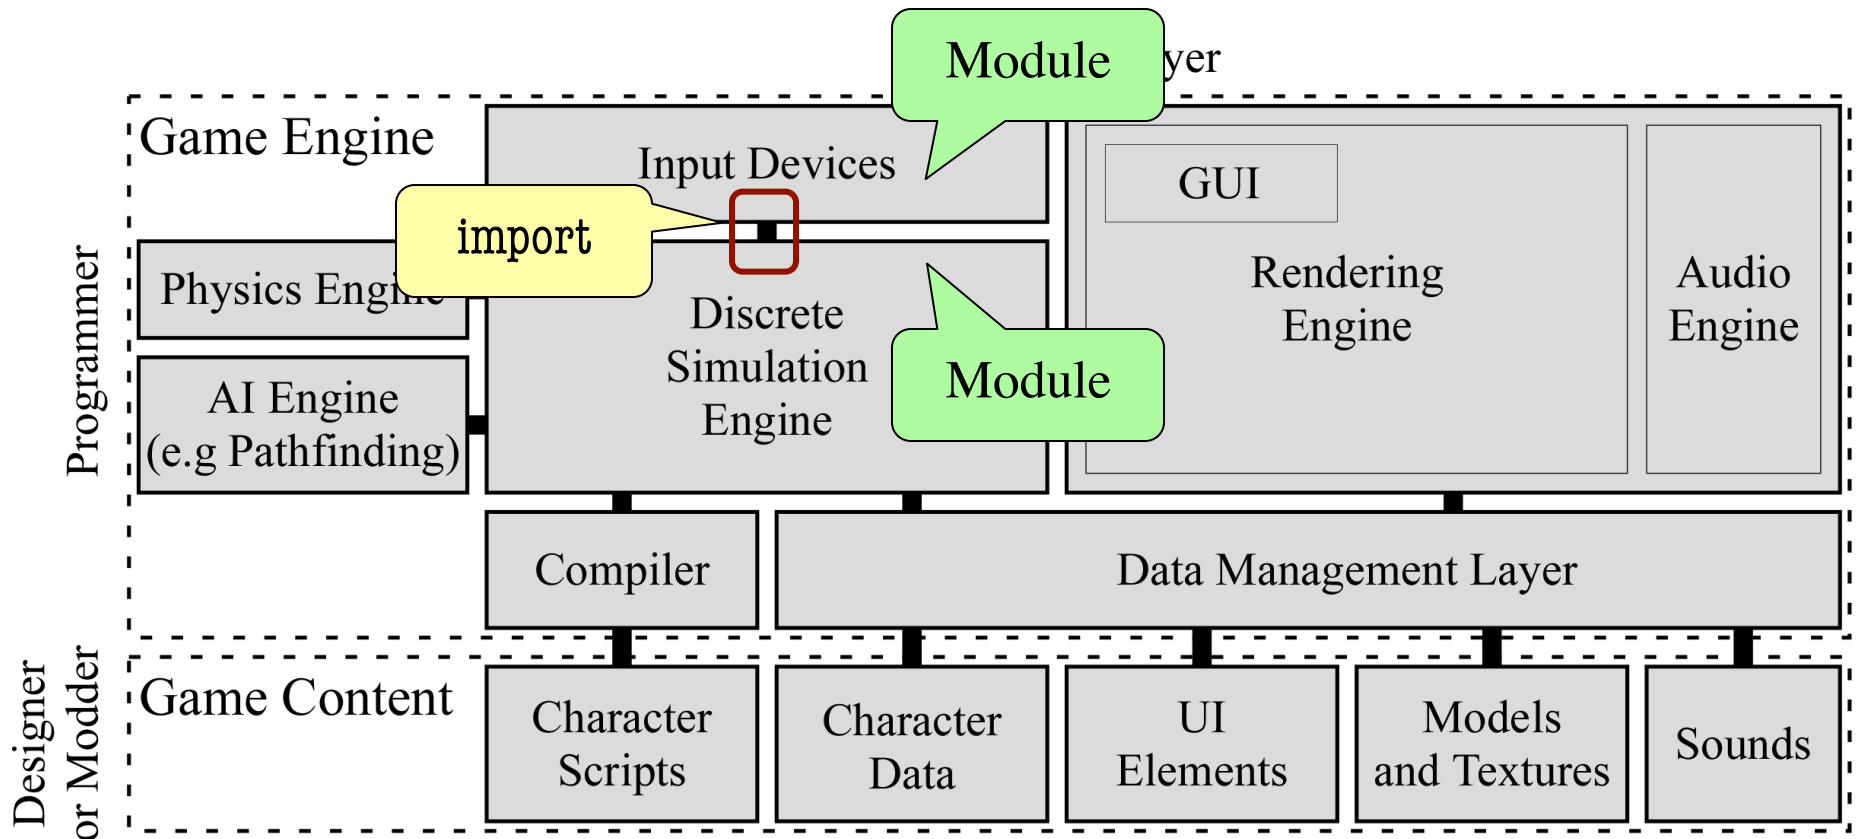 Module
yer
Game Engine
Input Devices
GUI
import
Physics Engine
Discrete
Simulation
Engine
Module
Rendering
Engine
Audio
Engine
AI Engine
(e.g Pathfinding)
Programmer
Compiler
Data Management Layer
Designer
or Modder
Game Content
Character
Scripts
Character
Data
UI
Elements
Models
and Textures
Sounds